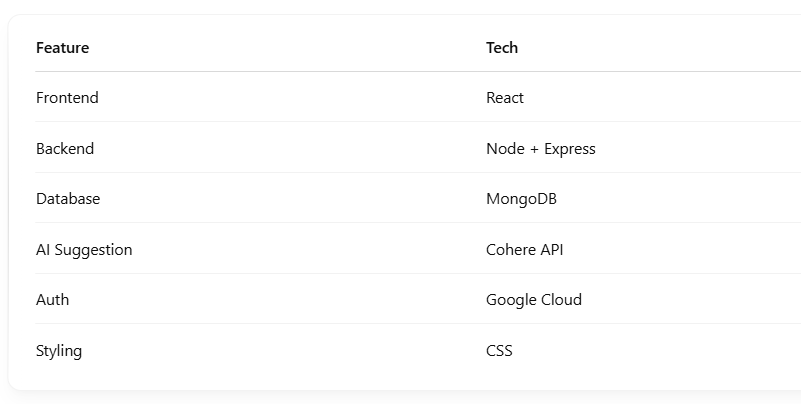 Feature Tech
Frontend React
Backend Node + Express
Database MongoDB
AI Suggestion Cohere API
Auth Google Cloud
Styling CSS